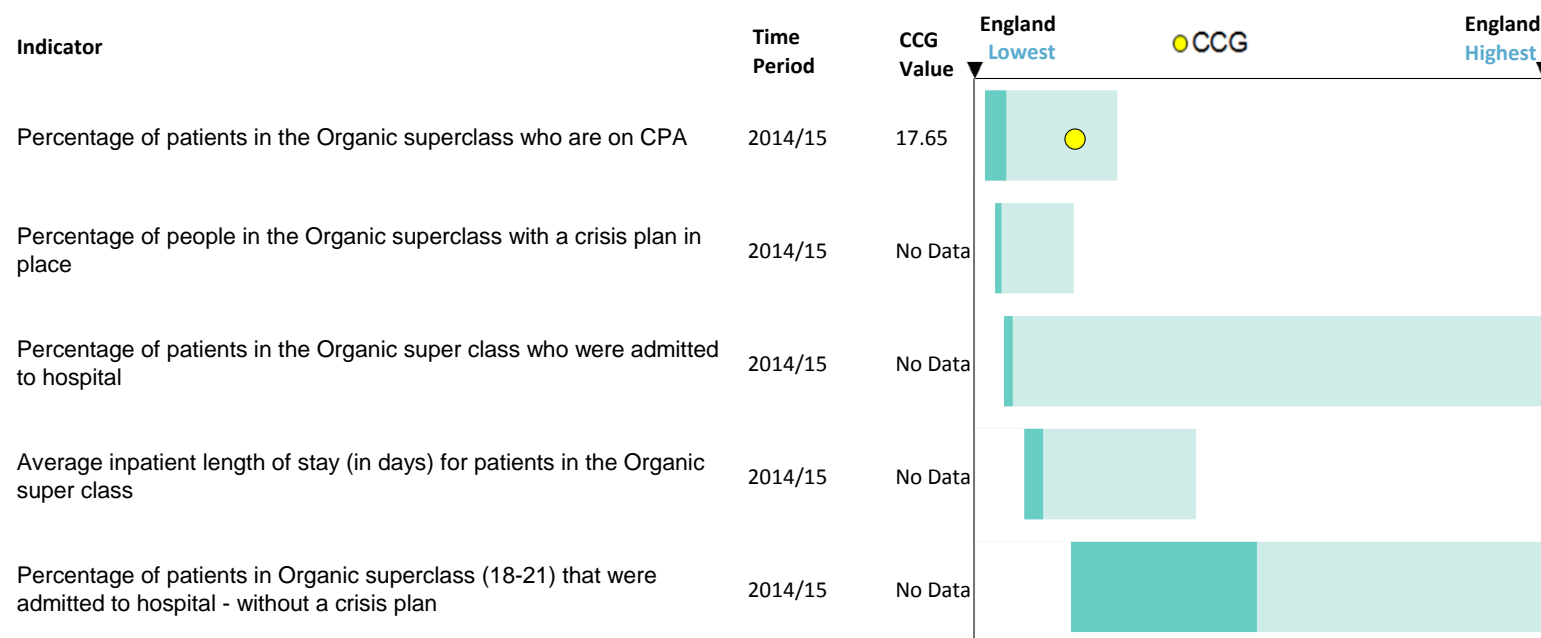 Indicator
Time
Period
CCG
Value
England
Lowest
CCG
England
Highest
Percentage of patients in the Organic superclass who are on CPA
2014/15
17.65
Percentage of people in the Organic superclass with a crisis plan in
place
2014/15
No Data
Percentage of patients in the Organic super class who were admitted
to hospital
2014/15
No Data
Average inpatient length of stay (in days) for patients in the Organic
super class
2014/15
No Data
Percentage of patients in Organic superclass (18-21) that were
admitted to hospital - without a crisis plan
2014/15
No Data